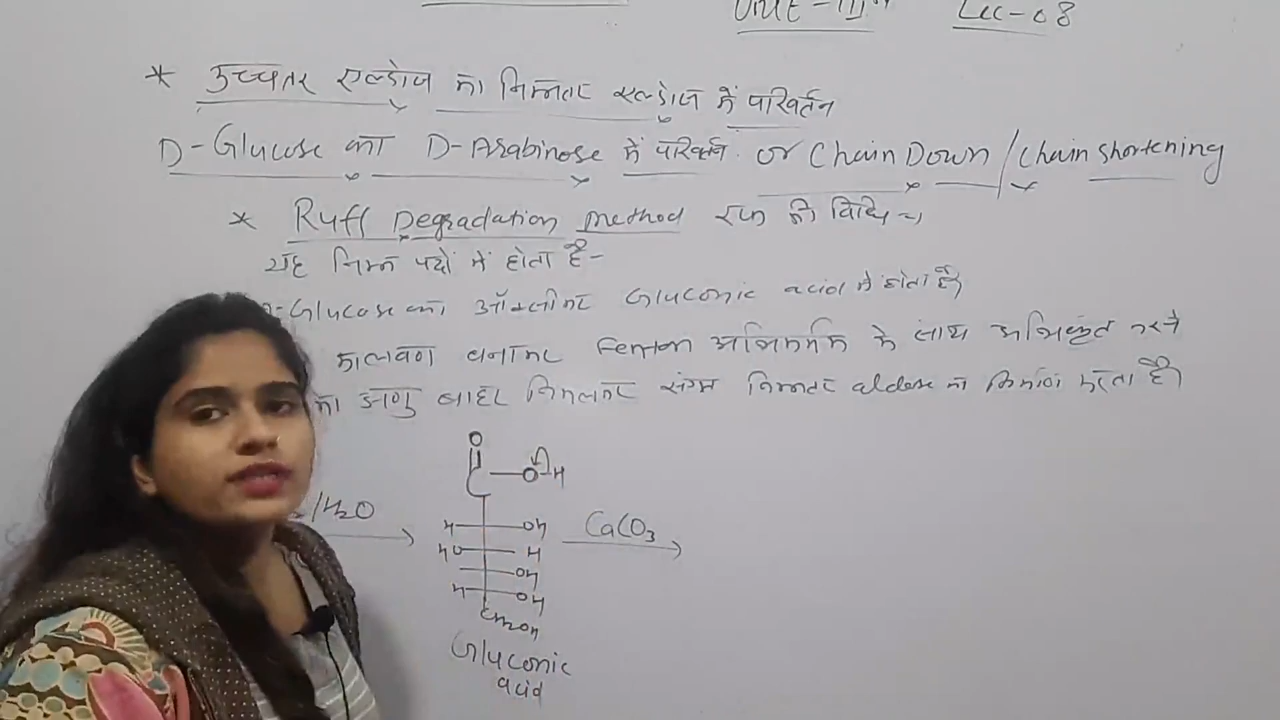 Unit-III Lec-08
* उच्चतर एल्डोज का निम्नतर एल्डोज में परिवर्तन
D-Glucose का D-Arabinose में परिवर्तन or Chain Down / Chain shortening
* Ruff Degradation method रफ की विधि
यह निम्न पदों में होता है-
-Glucose का ऑक्सीकरण Gluconic acid में होता है,
बनाकर Fenton अभिकर्मक के साथ अभिकृत करने
का अणु बाहर निकलकर संगत निम्नतर aldose का निर्माण करता है।
O
C—O—H
/H2O
H OH
CaCO3
HO H
OH
H OH
CH2OH
Gluconic
acid